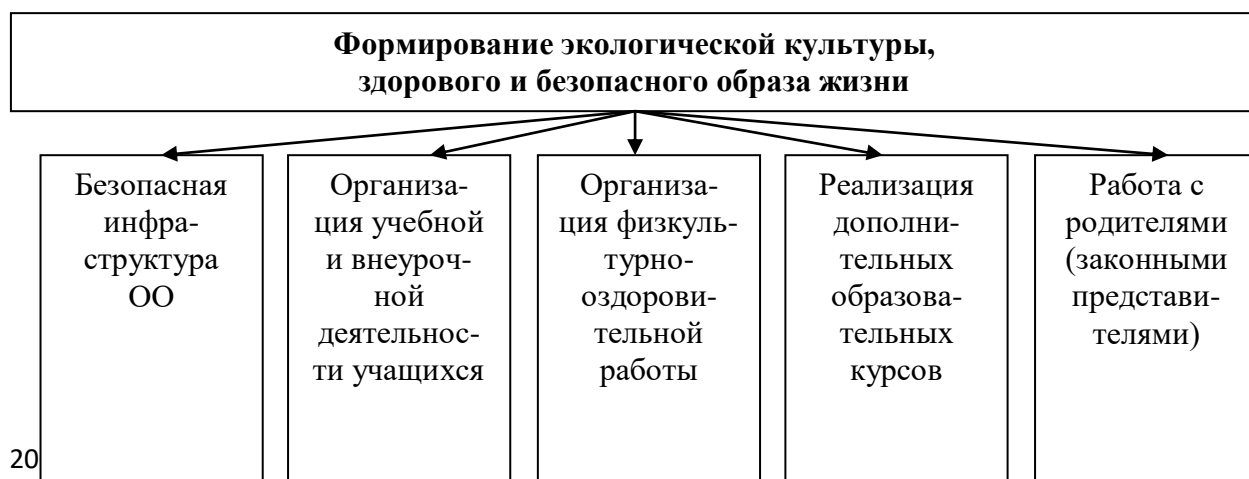 Формирование экологической культуры,
здорового и безопасного образа жизни
Безопасная
инфра-
структура
ОО
Организа-
ция учебной
и внеуроч-
ной
деятельнос-
ти учащихся
Организа-
ция физкуль-
турно-
оздорови-
тельной
работы
Реализация
дополни-
тельных
образова-
тельных
курсов
Работа с
родителями
(законными
представи-
телями)
20